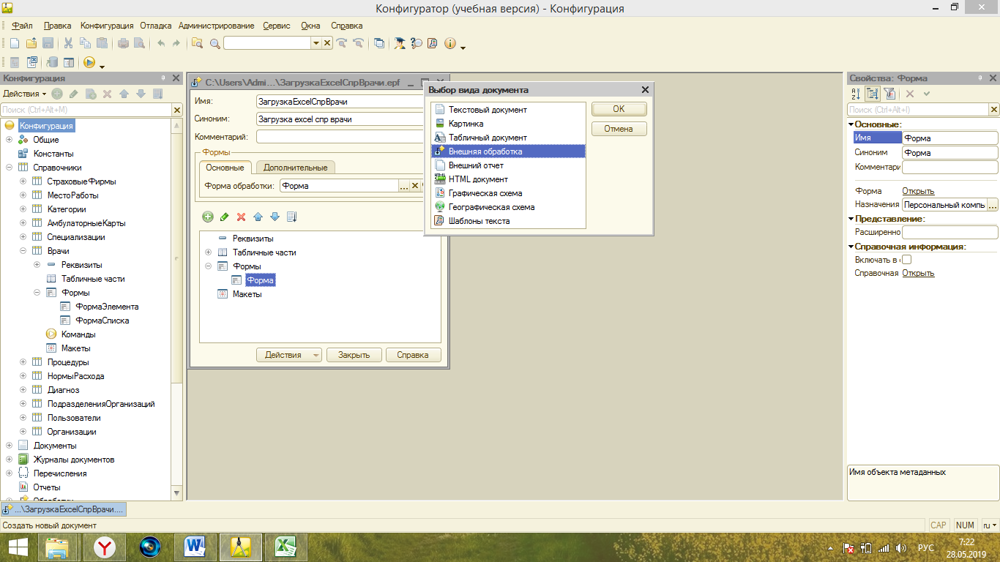 Конфигуратор (учебная версия) - Конфигурация
Файл Правка Конфигурация Отладка Администрирование Сервис Окна Справка
Конфигурация
Действия
Поиск (Ctrl+Alt+M)
Конфигурация
Общие
Константы
Справочники
СтраховыеФирмы
МестоРаботы
Категории
АмбулаторныеКарты
Специализации
Врачи
Реквизиты
Табличные части
Формы
ФормаЭлемента
ФормаСписка
Команды
Макеты
Процедуры
НормыРасхода
Диагноз
ПодразделенияОрганизаций
Пользователи
Организации
Документы
Журналы документов
Перечисления
Отчеты
C:\Users\Admi...\ЗагрузкаExcelСпрВрачи.epf
Имя: ЗагрузкаExcelСпрВрачи
Синоним: Загрузка excel спр врачи
Комментарий:
Формы
Основные Дополнительные
Форма обработки: Форма
Реквизиты
Табличные части
Формы
Форма
Макеты
Действия Закрыть Справка
Выбор вида документа
Текстовый документ
Картинка
Табличный документ
Внешняя обработка
Внешний отчет
HTML документ
Графическая схема
Географическая схема
Шаблоны текста
OK
Отмена
Свойства: Форма
Поиск (Ctrl+Alt+I)
Основные:
Имя Форма
Синоним Форма
Комментари
Форма Открыть
Назначения Персональный компь
Представление:
Расширенно
Справочная информация:
Включать в
Справочная Открыть
Имя объекта метаданных
...\ЗагрузкаExcelСпрВрачи....
Создать новый документ CAP NUM ru
РУС 7:22
28.05.2019